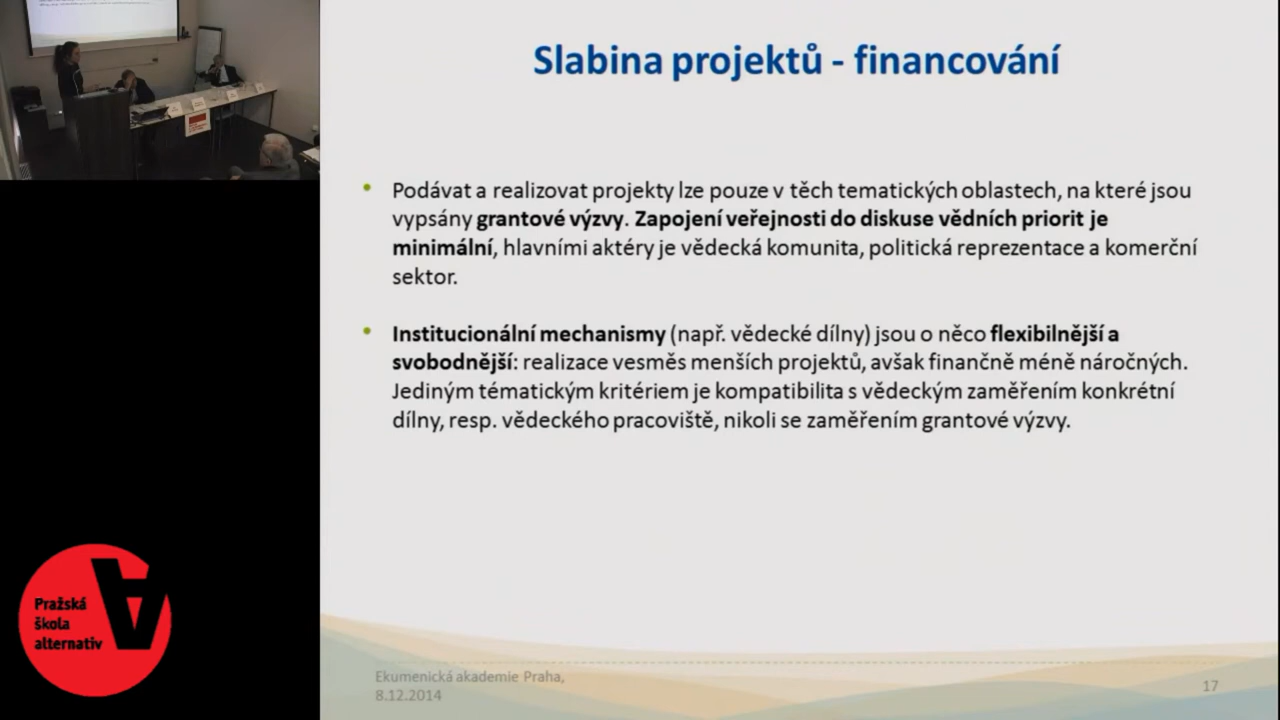 Slabina projektů - financování
Podávat a realizovat projekty lze pouze v těch tematických oblastech, na které jsou
vypsány grantové výzvy. Zapojení veřejnosti do diskuse vědních priorit je
minimální, hlavními aktéry je vědecká komunita, politická reprezentace a komerční
sektor.
Institucionální mechanismy (např. vědecké dílny) jsou o něco flexibilnější a
svobodnější: realizace vesměs menších projektů, avšak finančně méně náročných.
Jediným tématickým kritériem je kompatibilita s vědeckým zaměřením konkrétní
dílny, resp. vědeckého pracoviště, nikoli se zaměřením grantové výzvy.
Pražská
škola
alternativ
Ekumenická akademie Praha,
8.12.2014
17